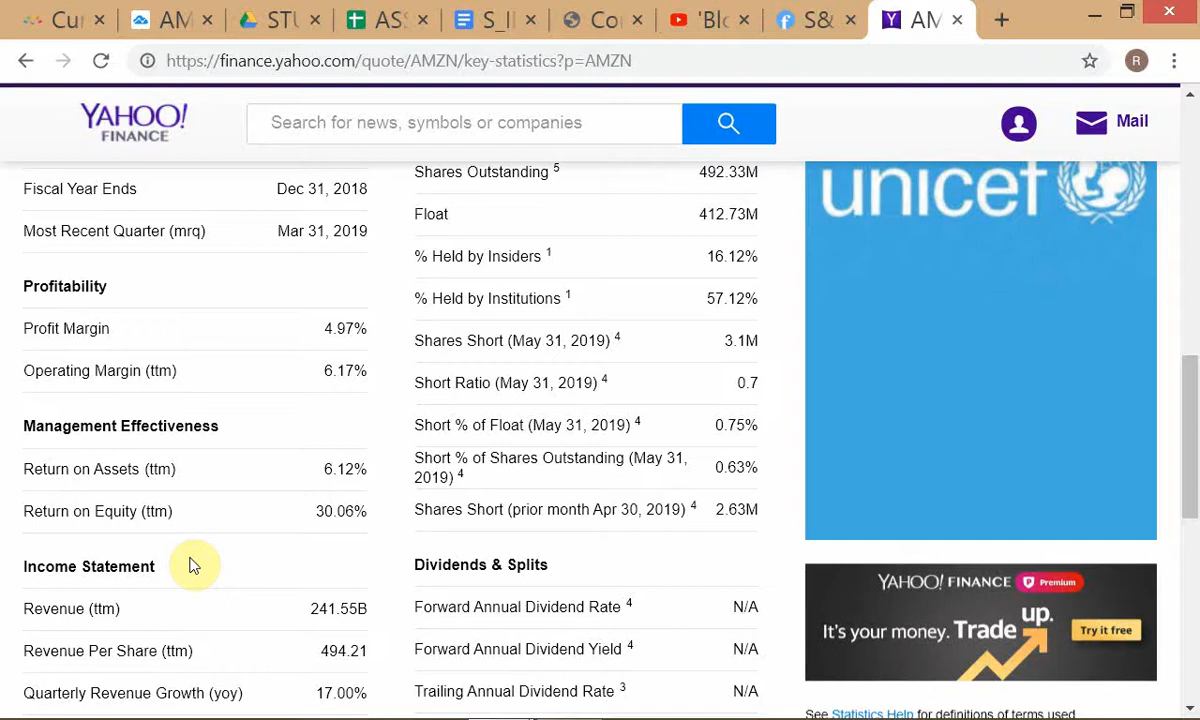 Cur
AM
STU
ASS
S_II
Co
'Blo
S&
AM
https://finance.yahoo.com/quote/AMZN/key-statistics?p=AMZN
R
YAHOO!
FINANCE
Search for news, symbols or companies
Mail
Fiscal Year Ends Dec 31, 2018
Most Recent Quarter (mrq) Mar 31, 2019
Profitability
Profit Margin 4.97%
Operating Margin (ttm) 6.17%
Management Effectiveness
Return on Assets (ttm) 6.12%
Return on Equity (ttm) 30.06%
Income Statement
Revenue (ttm) 241.55B
Revenue Per Share (ttm) 494.21
Quarterly Revenue Growth (yoy) 17.00%
Shares Outstanding 5 492.33M
Float 412.73M
% Held by Insiders 1 16.12%
% Held by Institutions 1 57.12%
Shares Short (May 31, 2019) 4 3.1M
Short Ratio (May 31, 2019) 4 0.7
Short % of Float (May 31, 2019) 4 0.75%
Short % of Shares Outstanding (May 31,
2019) 4 0.63%
Shares Short (prior month Apr 30, 2019) 4 2.63M
Dividends & Splits
Forward Annual Dividend Rate 4 N/A
Forward Annual Dividend Yield 4 N/A
Trailing Annual Dividend Rate 3 N/A
unicef
YAHOO! FINANCE Premium
It's your money. Trade up.
Try it free
See Statistics Help for definitions of terms used